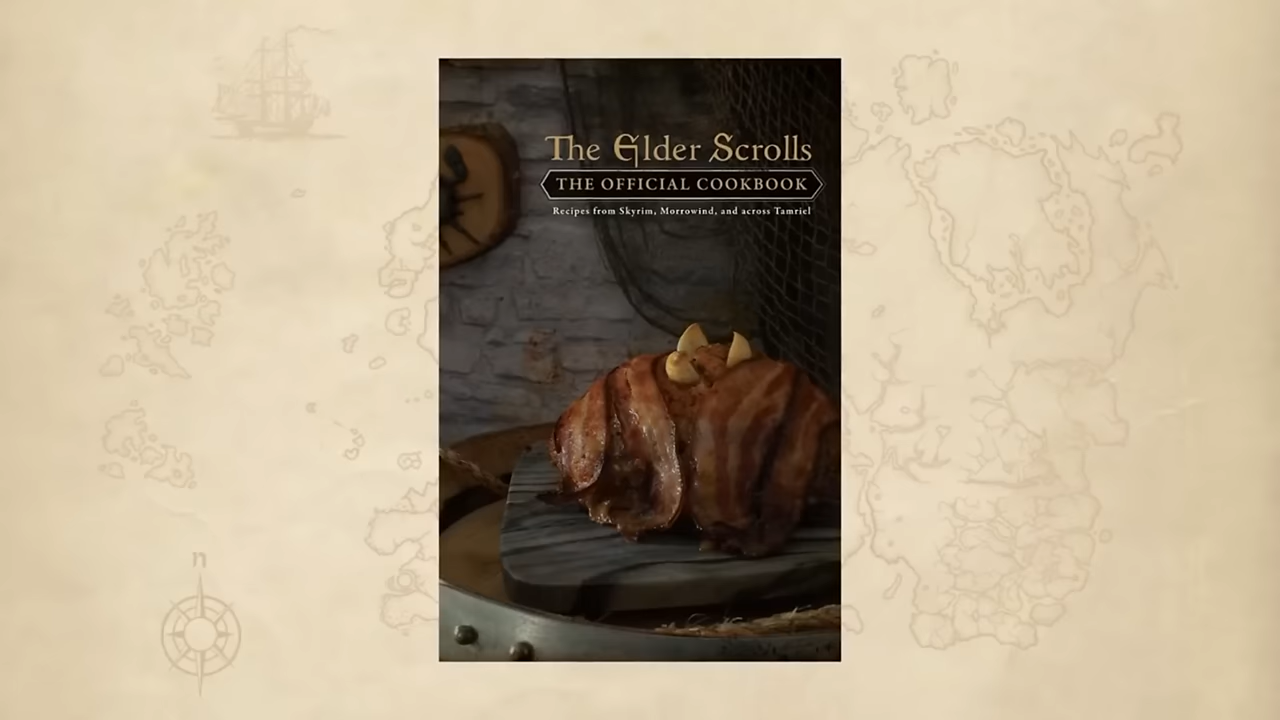 The Elder Scrolls
THE OFFICIAL COOKBOOK
Recipes from Skyrim, Morrowind, and across Tamriel
n